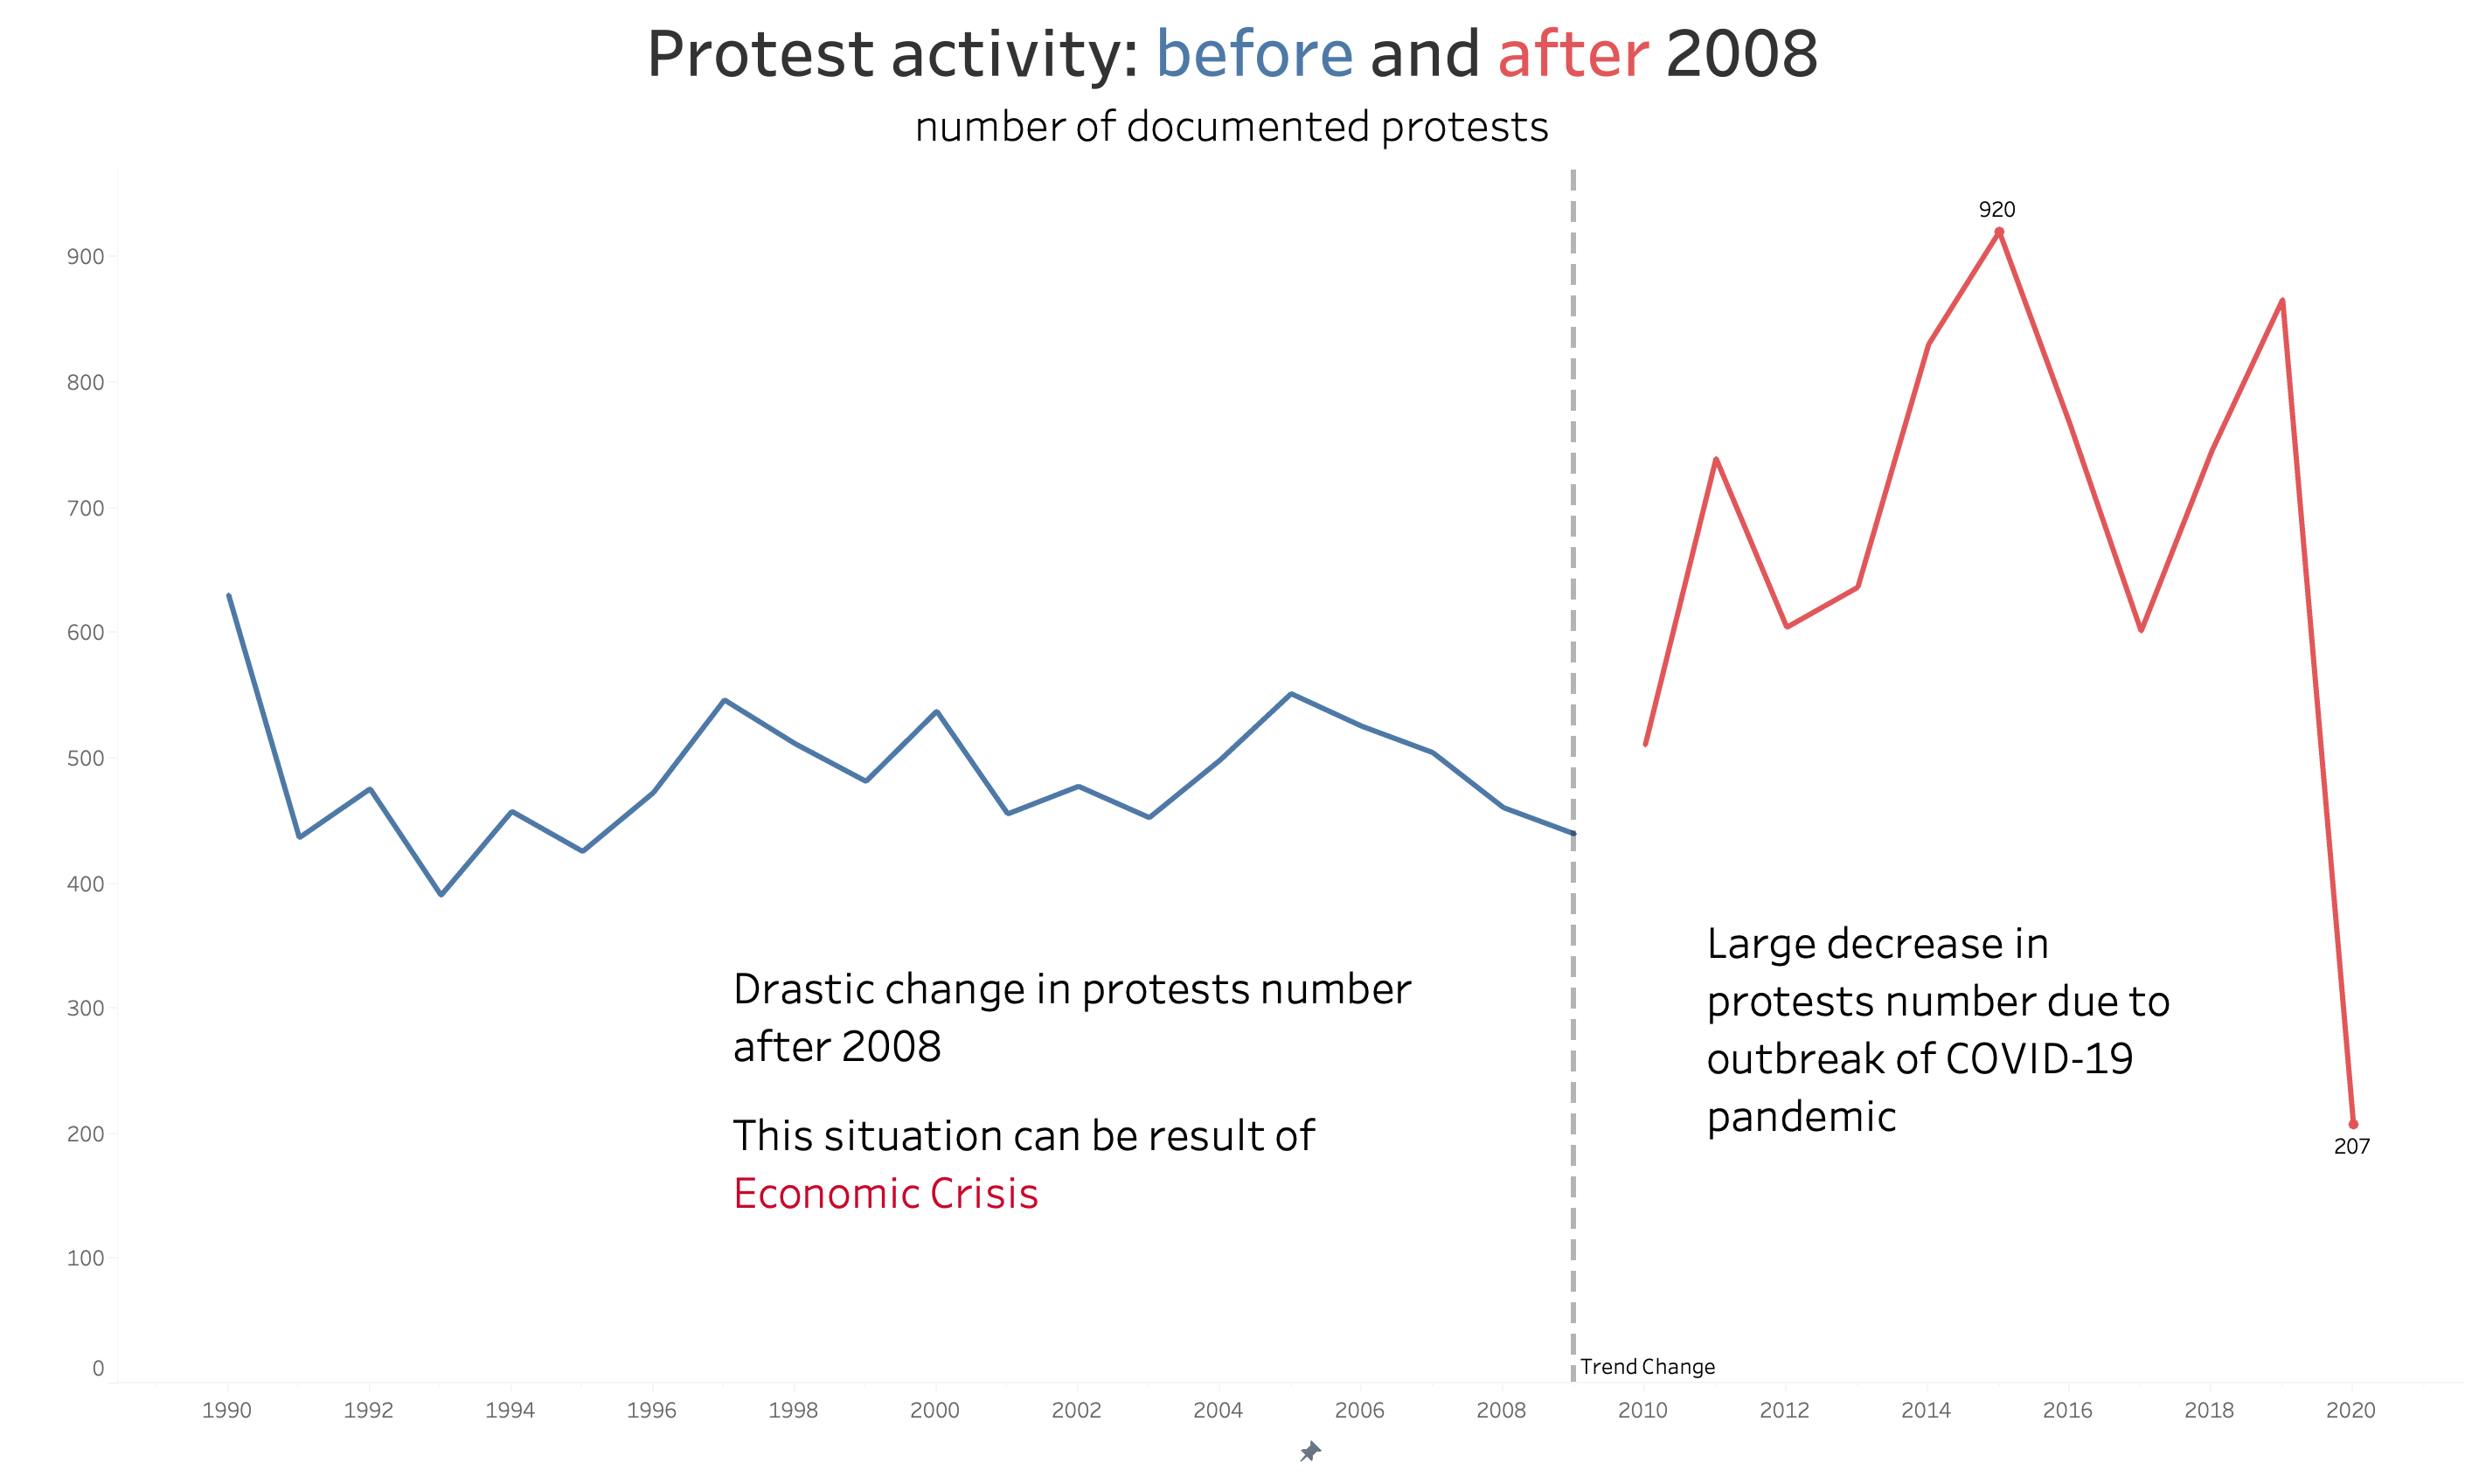 Protest activity: before and after 2008
number of documented protests
920
900
800
700
600
500
400
300
200
100
0
Drastic change in protests number
after 2008
This situation can be result of
Economic Crisis
Large decrease in
protests number due to
outbreak of COVID-19
pandemic
207
Trend Change
1990 1992 1994 1996 1998 2000 2002 2004 2006 2008 2010 2012 2014 2016 2018 2020